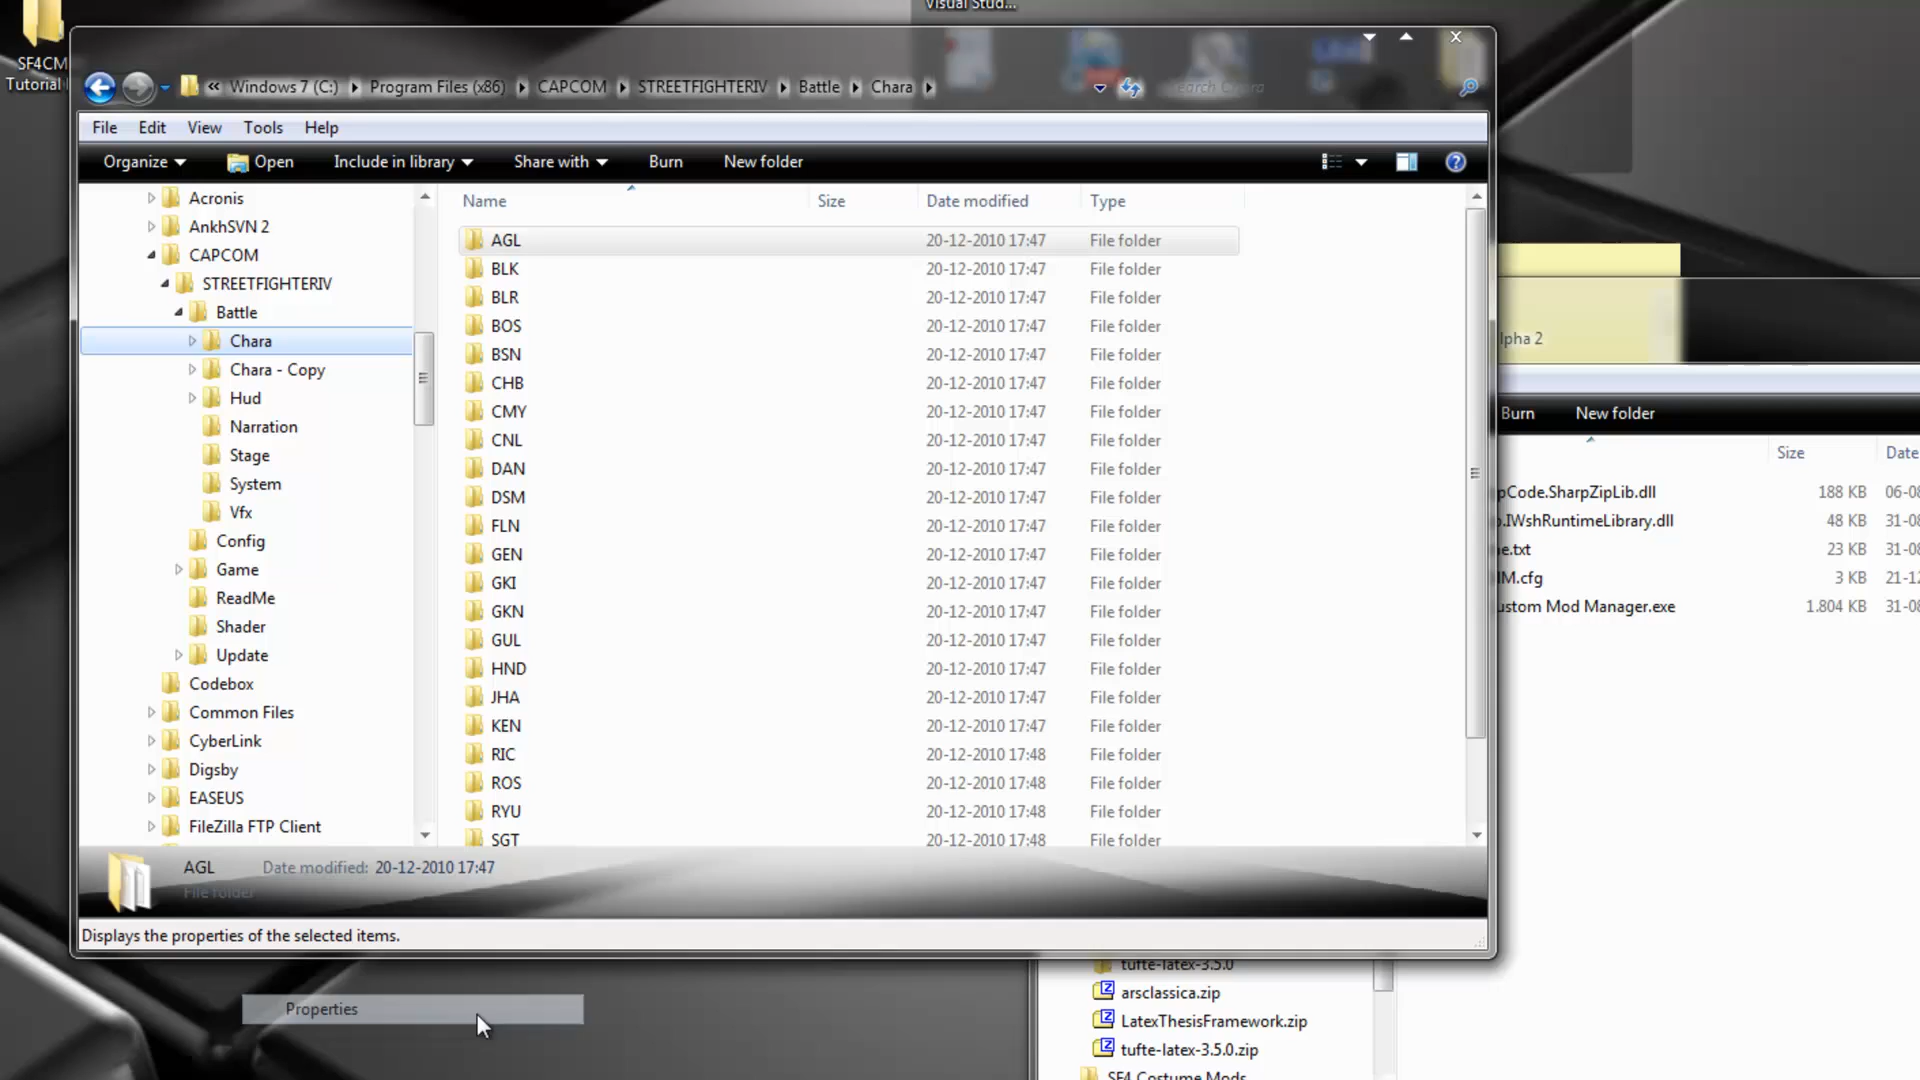 Visual Stud...
SF4CM
Tutorial
« Windows 7 (C:) Program Files (x86) CAPCOM STREETFIGHTERIV Battle Chara
Search Chara
File Edit View Tools Help
Organize Open Include in library Share with Burn New folder
Acronis
AnkhSVN 2
CAPCOM
STREETFIGHTERIV
Battle
Chara
Chara - Copy
Hud
Narration
Stage
System
Vfx
Config
Game
ReadMe
Shader
Update
Codebox
Common Files
CyberLink
Digsby
EASEUS
FileZilla FTP Client
Name Size Date modified Type
AGL 20-12-2010 17:47 File folder
BLK 20-12-2010 17:47 File folder
BLR 20-12-2010 17:47 File folder
BOS 20-12-2010 17:47 File folder
BSN 20-12-2010 17:47 File folder
CHB 20-12-2010 17:47 File folder
CMY 20-12-2010 17:47 File folder
CNL 20-12-2010 17:47 File folder
DAN 20-12-2010 17:47 File folder
DSM 20-12-2010 17:47 File folder
FLN 20-12-2010 17:47 File folder
GEN 20-12-2010 17:47 File folder
GKI 20-12-2010 17:47 File folder
GKN 20-12-2010 17:47 File folder
GUL 20-12-2010 17:47 File folder
HND 20-12-2010 17:47 File folder
JHA 20-12-2010 17:47 File folder
KEN 20-12-2010 17:47 File folder
RIC 20-12-2010 17:48 File folder
ROS 20-12-2010 17:48 File folder
RYU 20-12-2010 17:48 File folder
SGT 20-12-2010 17:48 File folder
AGL Date modified: 20-12-2010 17:47
File folder
Displays the properties of the selected items.
Properties
lpha 2
Burn New folder
Size Date
pCode.SharpZipLib.dll 188 KB 06-0
p.IWshRuntimeLibrary.dll 48 KB 31-0
e.txt 23 KB 31-0
M.cfg 3 KB 21-1
ustom Mod Manager.exe 1.804 KB 31-0
tufte-latex-3.5.0
arsclassica.zip
LatexThesisFramework.zip
tufte-latex-3.5.0.zip
SF4 Costume Mods